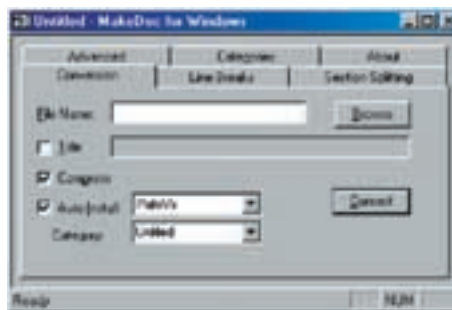 Untitled - MakeDoc for Windows
Advanced Categories About
Conversion Line Breaks Section Splitting
File Name: Browse
Title
Compress
Auto Install Convert
Category: Untitled
Ready NUM